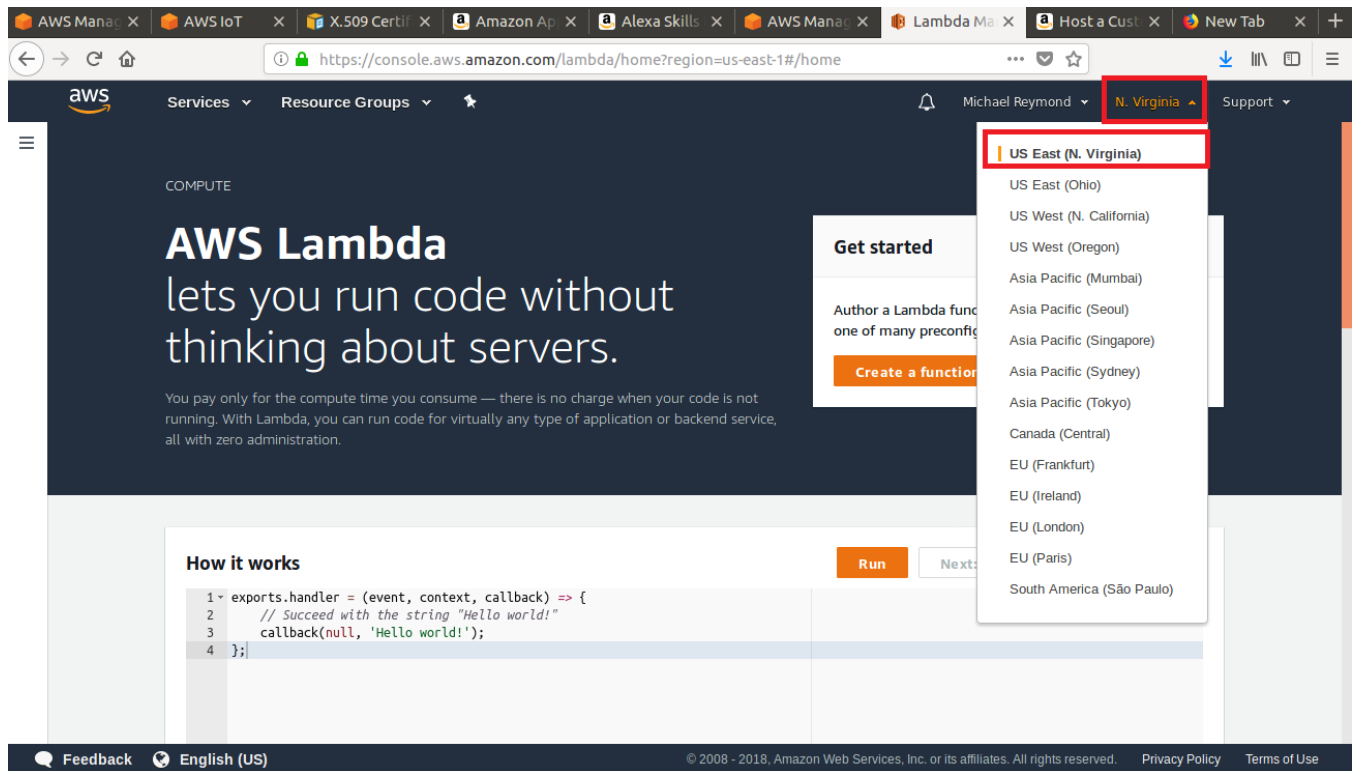 AWS Manag
AWS IoT
X.509 Certif
Amazon Ap
Alexa Skills
AWS Manag
Lambda Ma
Host a Cust
New Tab
https://console.aws.amazon.com/lambda/home?region=us-east-1#/home
aws
Services
Resource Groups
Michael Reymond
N. Virginia
Support
US East (N. Virginia)
US East (Ohio)
US West (N. California)
US West (Oregon)
Asia Pacific (Mumbai)
Asia Pacific (Seoul)
Asia Pacific (Singapore)
Asia Pacific (Sydney)
Asia Pacific (Tokyo)
Canada (Central)
EU (Frankfurt)
EU (Ireland)
EU (London)
EU (Paris)
South America (São Paulo)
COMPUTE
AWS Lambda
lets you run code without
thinking about servers.
You pay only for the compute time you consume — there is no charge when your code is not
running. With Lambda, you can run code for virtually any type of application or backend service,
all with zero administration.
Get started
Author a Lambda func
one of many preconfig
Create a function
How it works
Run
Next:
1 exports.handler = (event, context, callback) => {
2     // Succeed with the string "Hello world!"
3     callback(null, 'Hello world!');
4 };
Feedback
English (US)
© 2008 - 2018, Amazon Web Services, Inc. or its affiliates. All rights reserved.
Privacy Policy
Terms of Use